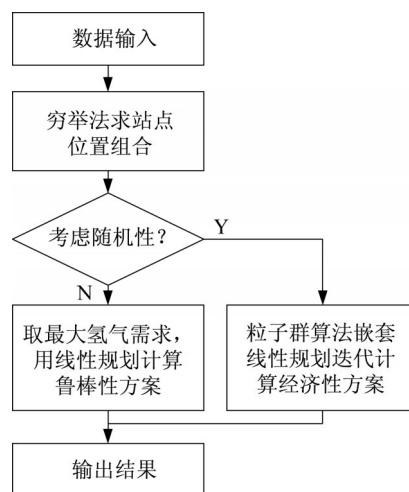 数据输入
穷举法求站点
位置组合
考虑随机性？
Y
N
取最大氢气需求，
用线性规划计算
鲁棒性方案
粒子群算法嵌套
线性规划迭代计
算经济性方案
输出结果